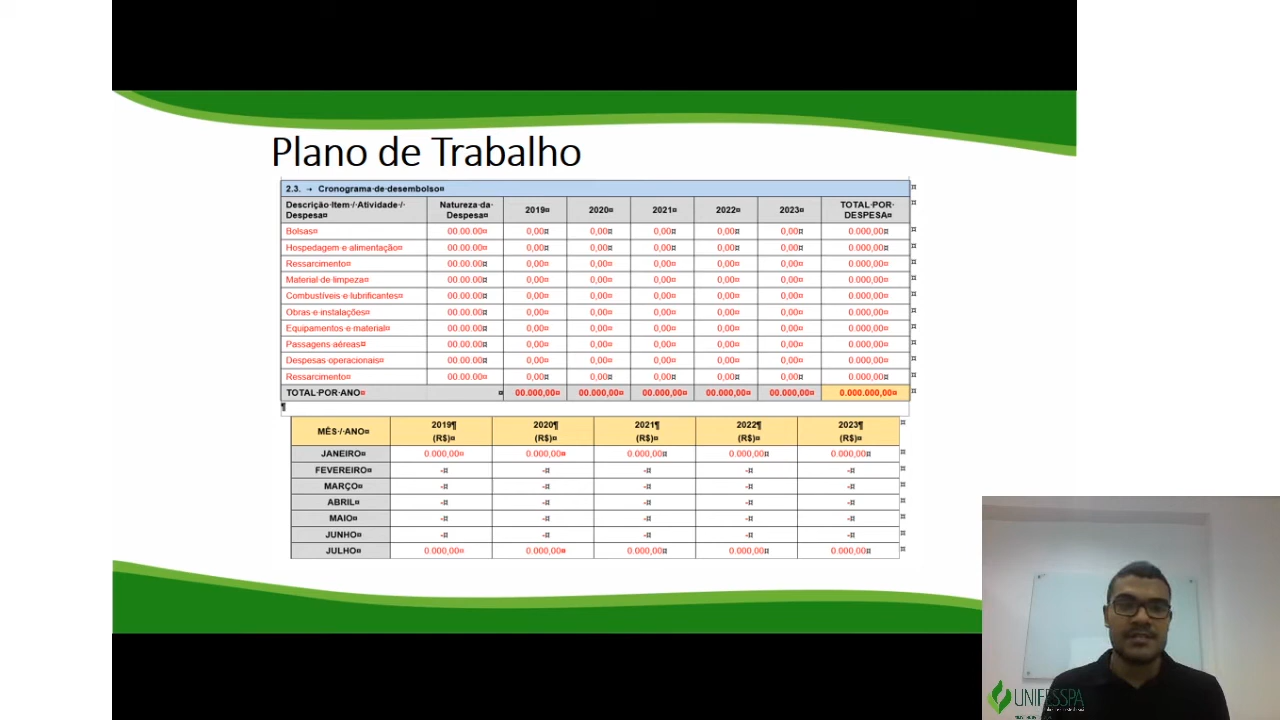 Plano de Trabalho
2.3. → Cronograma·de·desembolso¤
Descrição·Item·/·Atividade·/· Despesa¤ Natureza·da· Despesa¤ 2019¤ 2020¤ 2021¤ 2022¤ 2023¤ TOTAL·POR· DESPESA¤
Bolsas¤ 00.00.00¤ 0,00¤ 0,00¤ 0,00¤ 0,00¤ 0,00¤ 0.000,00¤
Hospedagem·e·alimentação¤ 00.00.00¤ 0,00¤ 0,00¤ 0,00¤ 0,00¤ 0,00¤ 0.000,00¤
Ressarcimento¤ 00.00.00¤ 0,00¤ 0,00¤ 0,00¤ 0,00¤ 0,00¤ 0.000,00¤
Material·de·limpeza¤ 00.00.00¤ 0,00¤ 0,00¤ 0,00¤ 0,00¤ 0,00¤ 0.000,00¤
Combustíveis·e·lubrificantes¤ 00.00.00¤ 0,00¤ 0,00¤ 0,00¤ 0,00¤ 0,00¤ 0.000,00¤
Obras·e·instalações¤ 00.00.00¤ 0,00¤ 0,00¤ 0,00¤ 0,00¤ 0,00¤ 0.000,00¤
Equipamentos·e·material¤ 00.00.00¤ 0,00¤ 0,00¤ 0,00¤ 0,00¤ 0,00¤ 0.000,00¤
Passagens·aéreas¤ 00.00.00¤ 0,00¤ 0,00¤ 0,00¤ 0,00¤ 0,00¤ 0.000,00¤
Despesas·operacionais¤ 00.00.00¤ 0,00¤ 0,00¤ 0,00¤ 0,00¤ 0,00¤ 0.000,00¤
Ressarcimento¤ 00.00.00¤ 0,00¤ 0,00¤ 0,00¤ 0,00¤ 0,00¤ 0.000,00¤
TOTAL·POR·ANO¤ ¤ 00.000,00¤ 00.000,00¤ 00.000,00¤ 00.000,00¤ 00.000,00¤ 0.000.000,00¤
¶
MÊS·/·ANO¤ 2019¶ (R$)¤ 2020¶ (R$)¤ 2021¶ (R$)¤ 2022¶ (R$)¤ 2023¶ (R$)¤
JANEIRO¤ 0.000,00¤ 0.000,00¤ 0.000,00¤ 0.000,00¤ 0.000,00¤
FEVEREIRO¤ -¤ -¤ -¤ -¤ -¤
MARÇO¤ -¤ -¤ -¤ -¤ -¤
ABRIL¤ -¤ -¤ -¤ -¤ -¤
MAIO¤ -¤ -¤ -¤ -¤ -¤
JUNHO¤ -¤ -¤ -¤ -¤ -¤
JULHO¤ 0.000,00¤ 0.000,00¤ 0.000,00¤ 0.000,00¤ 0.000,00¤
UNIFESSPA